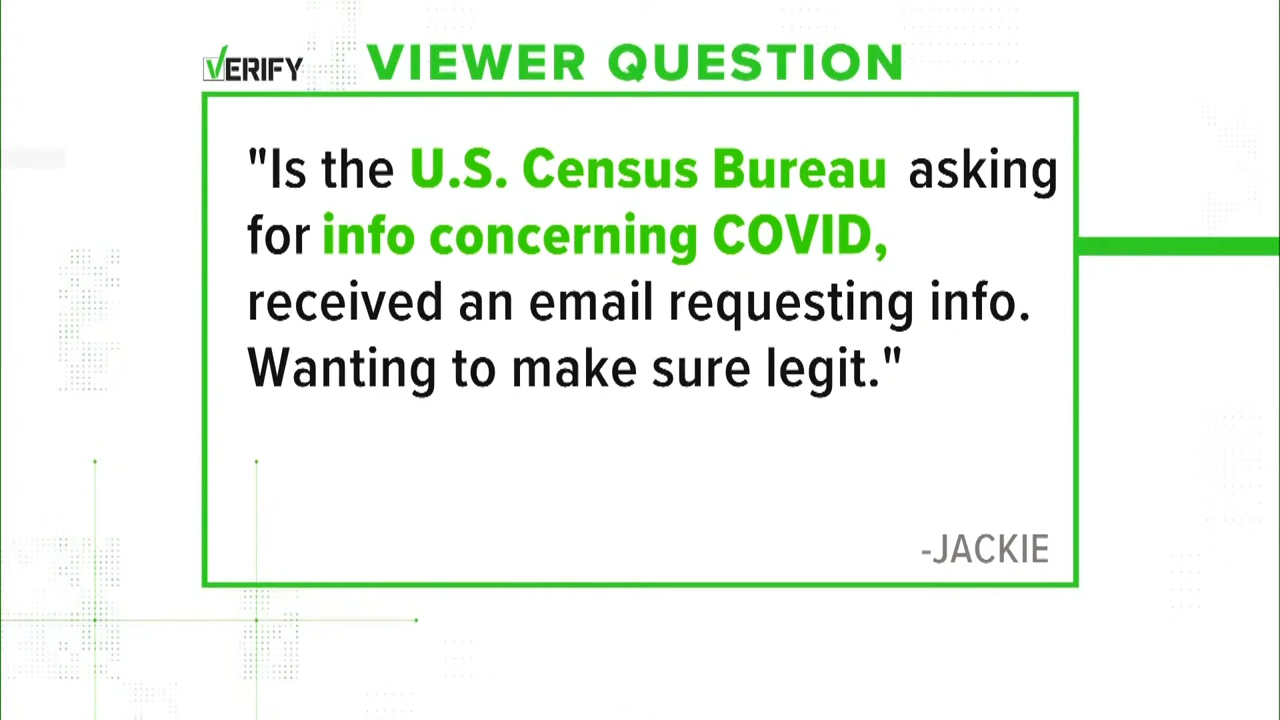 VERIFY VIEWER QUESTION
"Is the U.S. Census Bureau asking
for info concerning COVID,
received an email requesting info.
Wanting to make sure legit."
-JACKIE